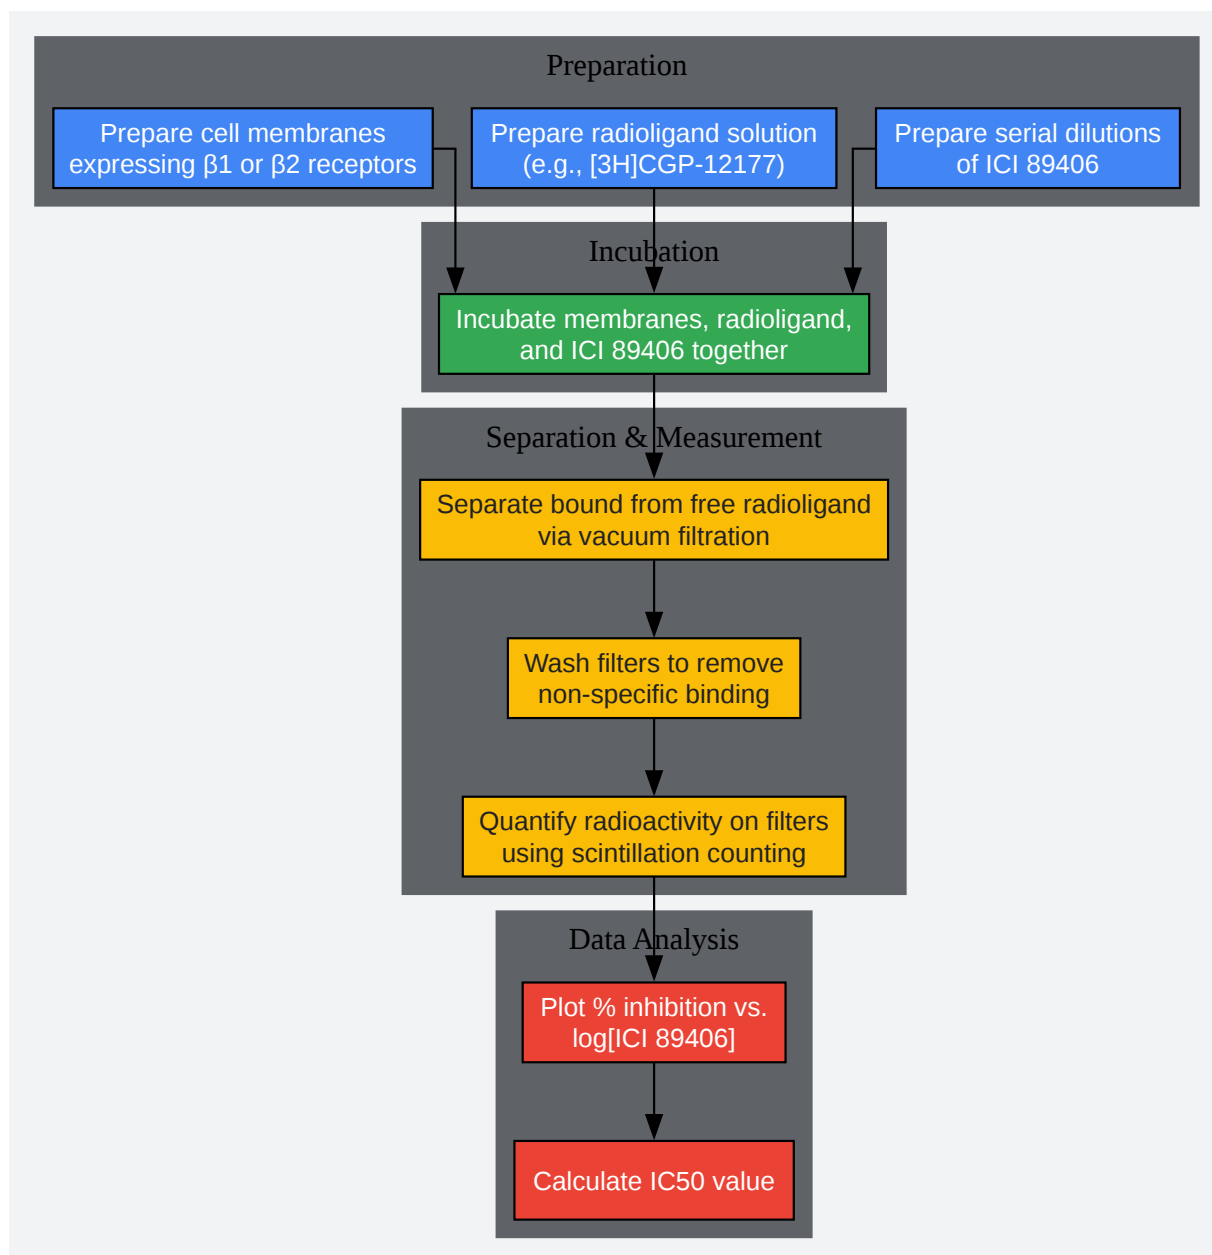 Preparation
Prepare cell membranes
expressing β1 or β2 receptors
Prepare radioligand solution
(e.g., [3H]CGP-12177)
Prepare serial dilutions
of ICI 89406
Incubation
Incubate membranes, radioligand,
and ICI 89406 together
Separation & Measurement
Separate bound from free radioligand
via vacuum filtration
Wash filters to remove
non-specific binding
Quantify radioactivity on filters
using scintillation counting
Data Analysis
Plot % inhibition vs.
log[ICI 89406]
Calculate IC50 value